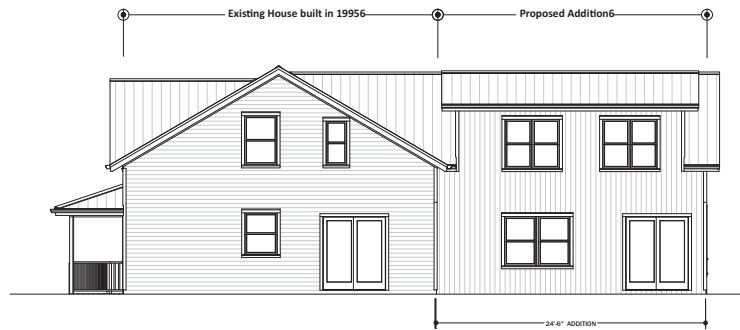 Existing House built in 19956
Proposed Addition6
24'-6" ADDITION